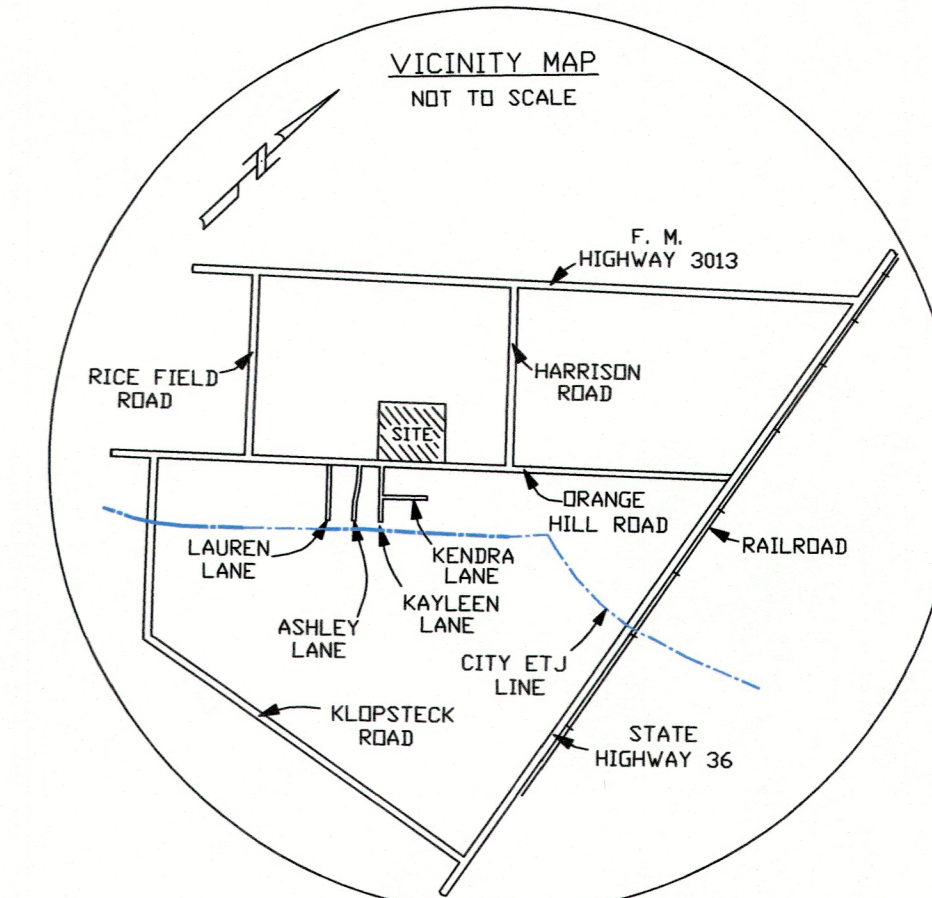 VICINITY MAP
NOT TO SCALE
N
F. M.
HIGHWAY 3013
RICE FIELD
ROAD
HARRISON
ROAD
SITE
ORANGE
HILL ROAD
RAILROAD
LAUREN
LANE
KENDRA
LANE
KAYLEEN
LANE
ASHLEY
LANE
CITY ETJ
LINE
KLOPSTECK
ROAD
STATE
HIGHWAY 36